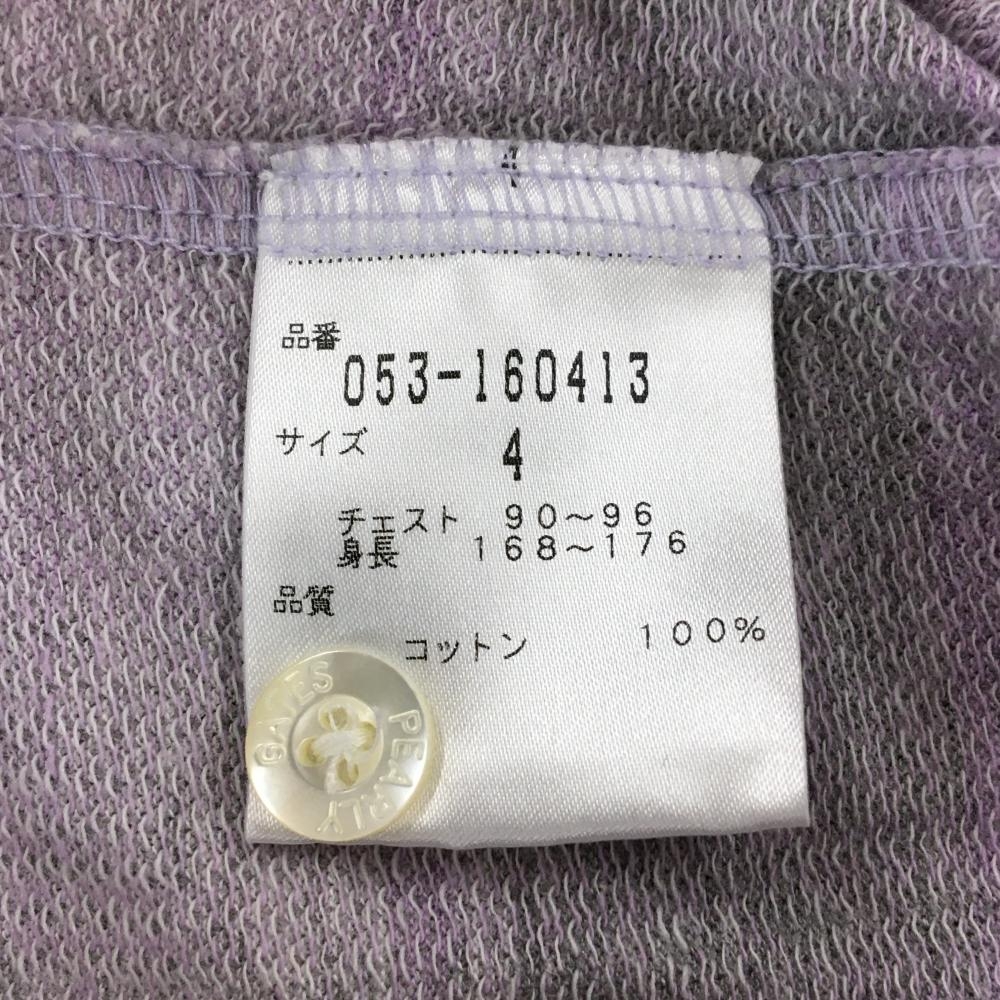 4
品番
053-160413
サイズ 4
チェスト 90～96
身長 168～176
品質
コットン 100%
PEARLY GATES